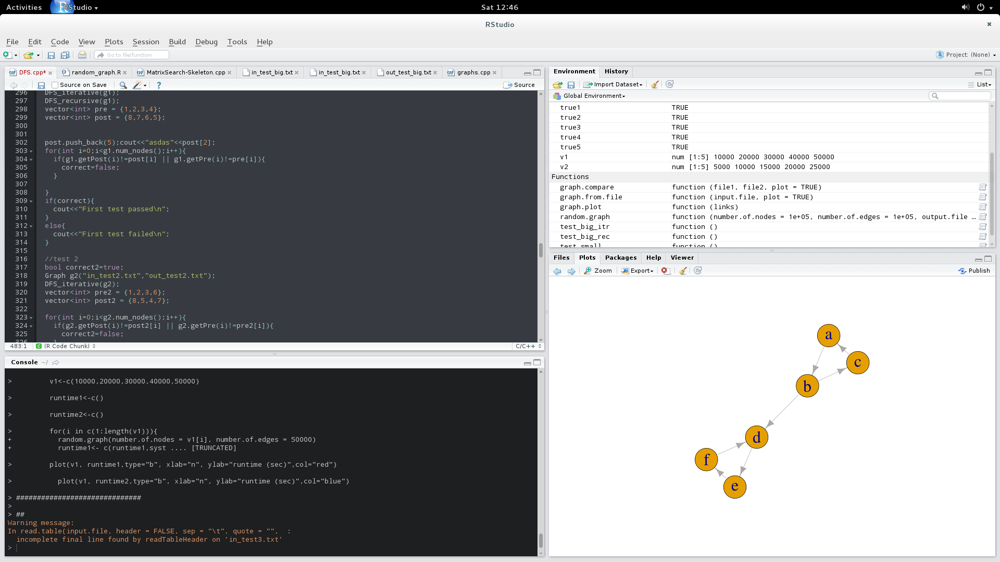 Activities RStudio Sat 12:46
RStudio
File Edit Code View Plots Session Build Debug Tools Help
Go to file/function Project: (None)
DFS.cpp* random_graph.R MatrixSearch-Skeleton.cpp in_test_big.txt in_test_big.txt out_test_big.txt graphs.cpp
Source on Save Source
296 DFS_iterative(g1);
297 DFS_recursive(g1);
298 vector<int> pre = {1,2,3,4};
299 vector<int> post = {8,7,6,5};
300
301
302 post.push_back(5);cout<<"asdas"<<post[2];
303 for(int i=0;i<g1.num_nodes();i++){
304 if(g1.getPost(i)!=post[i] || g1.getPre(i)!=pre[i]){
305 correct=false;
306 }
307
308 }
309 if(correct){
310 cout<<"First test passed\n";
311 }
312 else{
313 cout<<"First test failed\n";
314 }
315
316 //test 2
317 bool correct2=true;
318 Graph g2("in_test2.txt","out_test2.txt");
319 DFS_iterative(g2);
320 vector<int> pre2 = {1,2,3,6};
321 vector<int> post2 = {8,5,4,7};
322
323 for(int i=0;i<g2.num_nodes();i++){
324 if(g2.getPost(i)!=post2[i] || g2.getPre(i)!=pre2[i]){
325 correct2=false;
326 }
483:1 (R Code Chunk) C/C++
Console ~/
> v1<-c(10000,20000,30000,40000,50000)
> runtime1<-c()
> runtime2<-c()
> for(i in c(1:length(v1))){
+ random.graph(number.of.nodes = v1[i], number.of.edges = 50000)
+ runtime1<- c(runtime1,syst .... [TRUNCATED]
> plot(v1, runtime1,type="b", xlab="n", ylab="runtime (sec)",col="red")
> plot(v1, runtime2,type="b", xlab="n", ylab="runtime (sec)",col="blue")
> ##############################
>
> ##
Warning message:
In read.table(input.file, header = FALSE, sep = "\t", quote = "", :
incomplete final line found by readTableHeader on 'in_test3.txt'
>
Environment History
Import Dataset List
Global Environment
true1 TRUE
true2 TRUE
true3 TRUE
true4 TRUE
true5 TRUE
v1 num [1:5] 10000 20000 30000 40000 50000
v2 num [1:5] 5000 10000 15000 20000 25000
Functions
graph.compare function (file1, file2, plot = TRUE)
graph.from.file function (input.file, plot = TRUE)
graph.plot function (links)
random.graph function (number.of.nodes = 1e+05, number.of.edges = 1e+05, output.file …
test_big_itr function ()
test_big_rec function ()
test_small function ()
Files Plots Packages Help Viewer
Zoom Export Publish
a
c
b
d
f
e